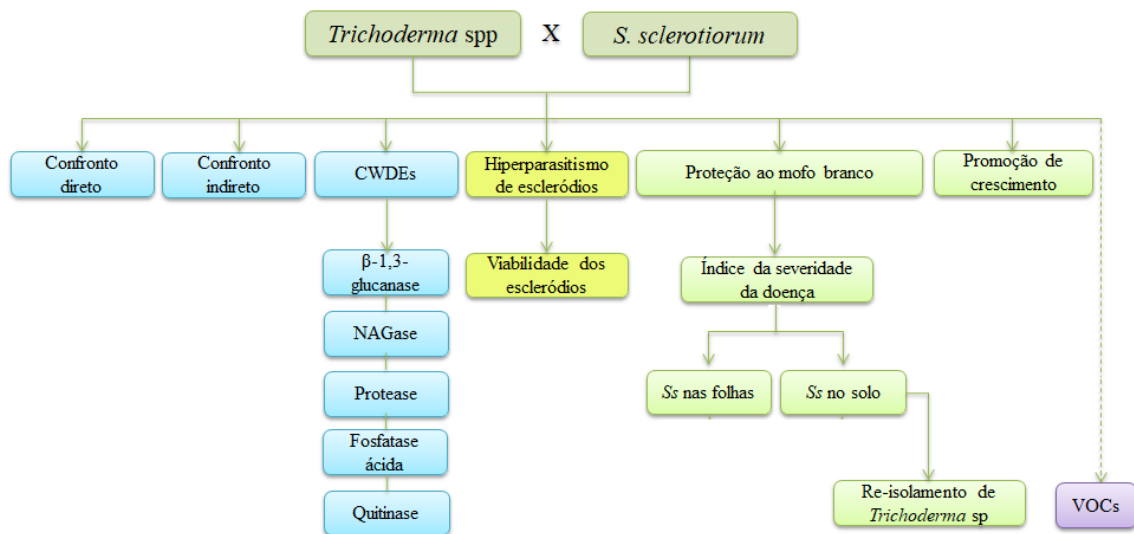 Trichoderma spp X S. sclerotiorum
Confronto
direto
Confronto
indireto
CWDEs
Hiperparasitismo
de escleródios
Proteção ao mofo branco
Promoção de
crescimento
β-1,3-
glucanase
NAGase
Protease
Fosfatase
ácida
Quitinase
Viabilidade dos
escleródios
Índice da severidade
da doença
Ss nas folhas
Ss no solo
Re-isolamento de
Trichoderma sp
VOCs